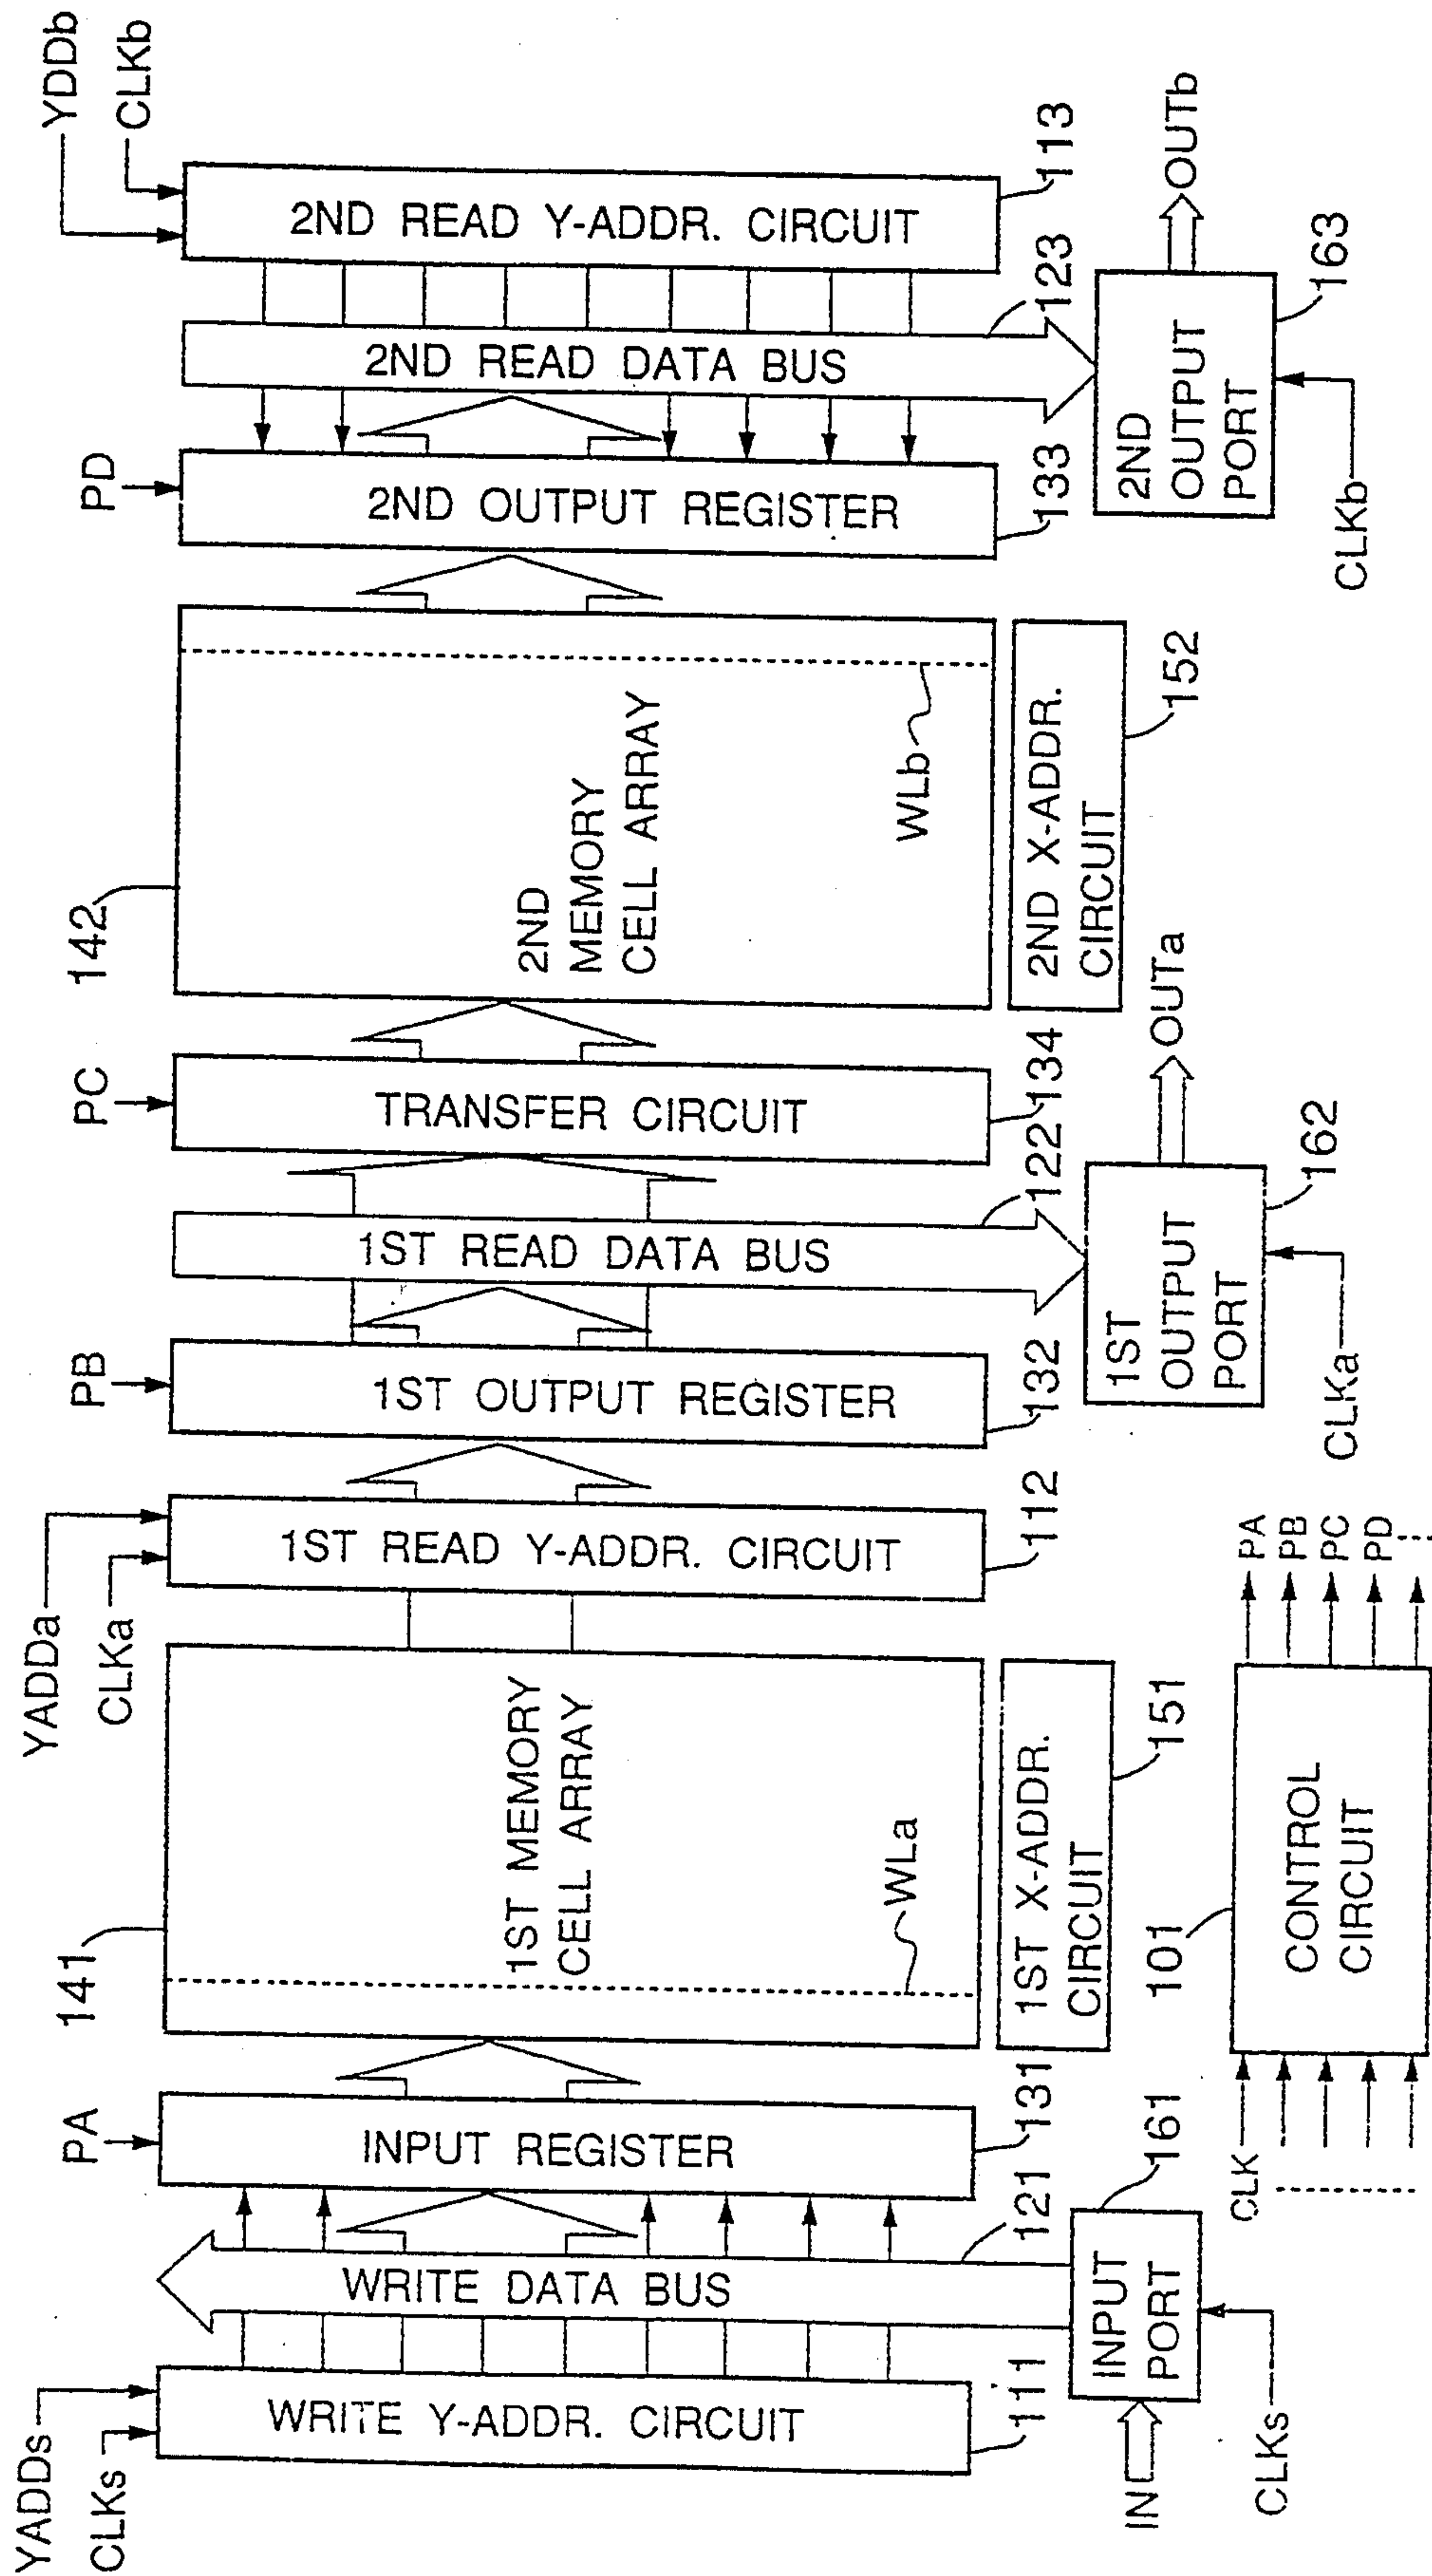 YADDs
CLKs
WRITE Y-ADDR. CIRCUIT
111
WRITE DATA BUS
121
IN
INPUT
PORT
161
CLKs
PA
INPUT REGISTER
131
141
1ST MEMORY
CELL ARRAY
WLa
1ST X-ADDR.
CIRCUIT
151
YADDa
CLKa
1ST READ Y-ADDR. CIRCUIT
112
PB
1ST OUTPUT REGISTER
132
1ST READ DATA BUS
122
1ST
OUTPUT
PORT
162
CLKa
OUTa
PC
TRANSFER CIRCUIT
134
142
2ND
MEMORY
CELL ARRAY
WLb
2ND X-ADDR.
CIRCUIT
152
PD
2ND OUTPUT REGISTER
133
2ND READ DATA BUS
123
YDDb
CLKb
2ND READ Y-ADDR. CIRCUIT
113
2ND
OUTPUT
PORT
163
CLKb
OUTb
CLK
101
CONTROL
CIRCUIT
PA
PB
PC
PD